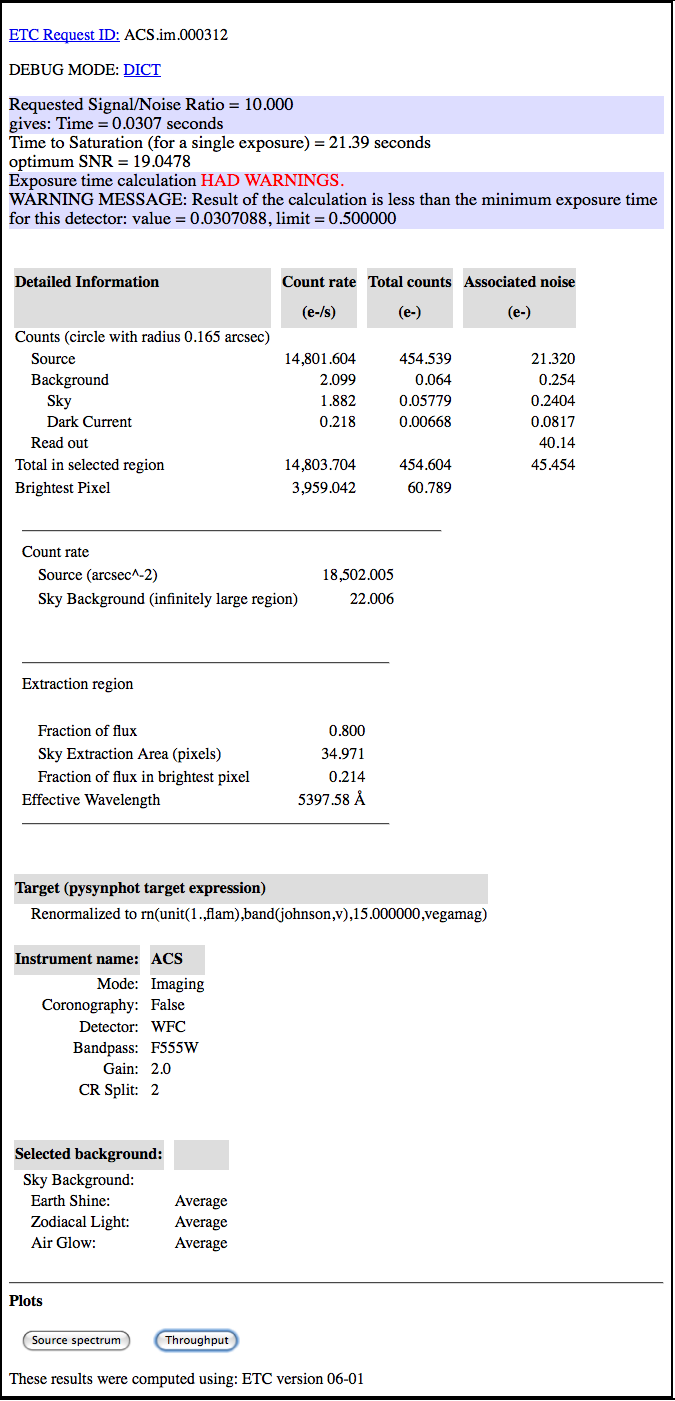 ETC Request ID: ACS.im.000312
DEBUG MODE: DICT
Requested Signal/Noise Ratio = 10.000
gives: Time = 0.0307 seconds
Time to Saturation (for a single exposure) = 21.39 seconds
optimum SNR = 19.0478
Exposure time calculation HAD WARNINGS.
WARNING MESSAGE: Result of the calculation is less than the minimum exposure time
for this detector: value = 0.0307088, limit = 0.500000
Detailed Information Count rate Total counts Associated noise
(e-/s) (e-) (e-)
Counts (circle with radius 0.165 arcsec)
Source 14,801.604 454.539 21.320
Background 2.099 0.064 0.254
Sky 1.882 0.05779 0.2404
Dark Current 0.218 0.00668 0.0817
Read out 40.14
Total in selected region 14,803.704 454.604 45.454
Brightest Pixel 3,959.042 60.789
Count rate
Source (arcsec^-2) 18,502.005
Sky Background (infinitely large region) 22.006
Extraction region
Fraction of flux 0.800
Sky Extraction Area (pixels) 34.971
Fraction of flux in brightest pixel 0.214
Effective Wavelength 5397.58 Å
Target (pysynphot target expression)
Renormalized to rn(unit(1.,flam),band(johnson,v),15.000000,vegamag)
Instrument name: ACS
Mode: Imaging
Coronography: False
Detector: WFC
Bandpass: F555W
Gain: 2.0
CR Split: 2
Selected background:
Sky Background:
Earth Shine: Average
Zodiacal Light: Average
Air Glow: Average
Plots
Source spectrum Throughput
These results were computed using: ETC version 06-01